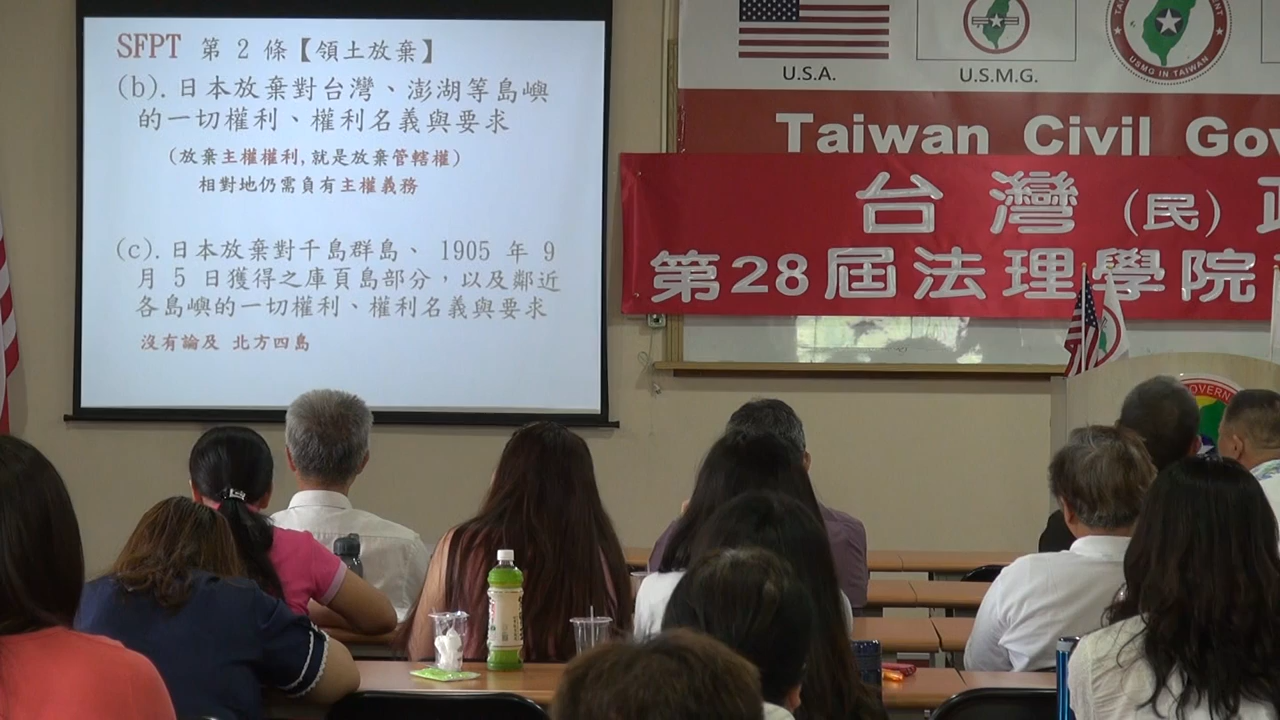 SFPT 第 2 條【領土放棄】
(b). 日本放棄對台灣、澎湖等島嶼
的一切權利、權利名義與要求
(放棄主權權利, 就是放棄管轄權)
相對地仍需負有主權義務
(c). 日本放棄對千島群島、 1905 年 9
月 5 日獲得之庫頁島部分，以及鄰近
各島嶼的一切權利、權利名義與要求
沒有論及 北方四島
U.S.A.
U.S.M.G.
USMG IN TAIWAN
Taiwan Civil Gov
台灣(民)政
第28屆法理學院
GOVERN